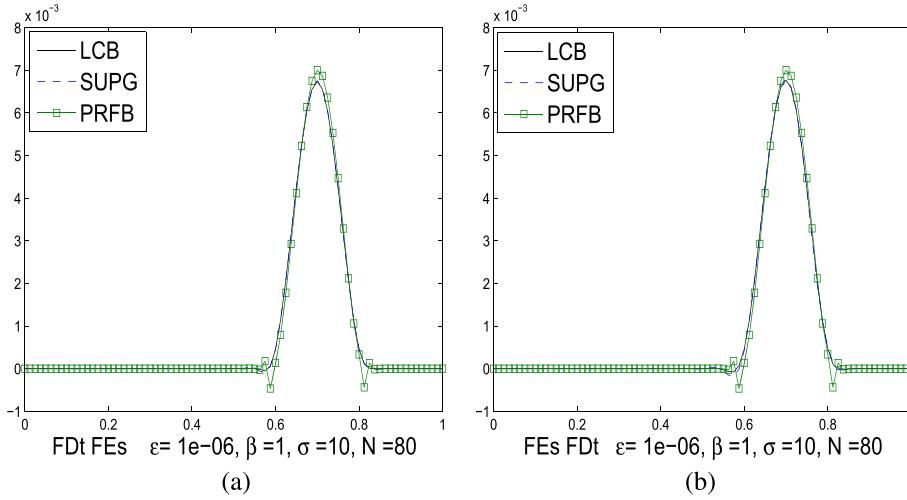 x 10⁻³
8
7
6
5
4
3
2
1
0
−1
LCB
SUPG
PRFB
0 0.2 0.4 0.6 0.8 1
FDt FEs ε= 1e−06, β =1, σ =10, N =80
(a)
x 10⁻³
8
7
6
5
4
3
2
1
0
−1
LCB
SUPG
PRFB
0 0.2 0.4 0.6 0.8
FEs FDt ε= 1e−06, β =1, σ =10, N =80
(b)